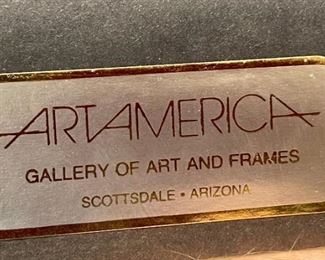 ARTAMERICA
GALLERY OF ART AND FRAMES
SCOTTSDALE • ARIZONA